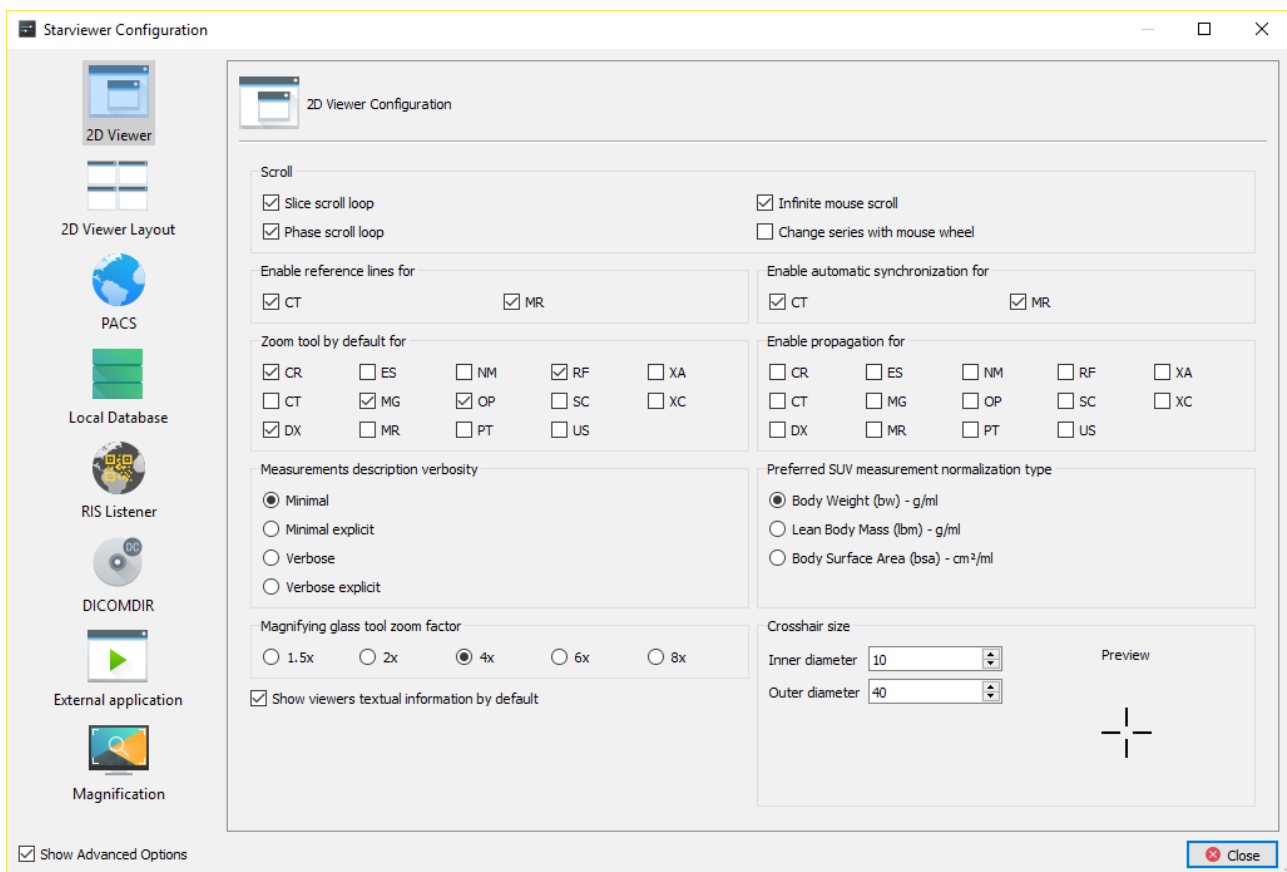 Starviewer Configuration
2D Viewer
2D Viewer Layout
PACS
Local Database
RIS Listener
DC
DICOMDIR
External application
Magnification
2D Viewer Configuration
Scroll
Slice scroll loop Infinite mouse scroll
Phase scroll loop Change series with mouse wheel
Enable reference lines for
CT MR
Enable automatic synchronization for
CT MR
Zoom tool by default for
CR ES NM RF XA
CT MG OP SC XC
DX MR PT US
Enable propagation for
CR ES NM RF XA
CT MG OP SC XC
DX MR PT US
Measurements description verbosity
Minimal
Minimal explicit
Verbose
Verbose explicit
Preferred SUV measurement normalization type
Body Weight (bw) - g/ml
Lean Body Mass (lbm) - g/ml
Body Surface Area (bsa) - cm²/ml
Magnifying glass tool zoom factor
1.5x 2x 4x 6x 8x
Show viewers textual information by default
Crosshair size
Inner diameter 10 Preview
Outer diameter 40
Show Advanced Options
Close